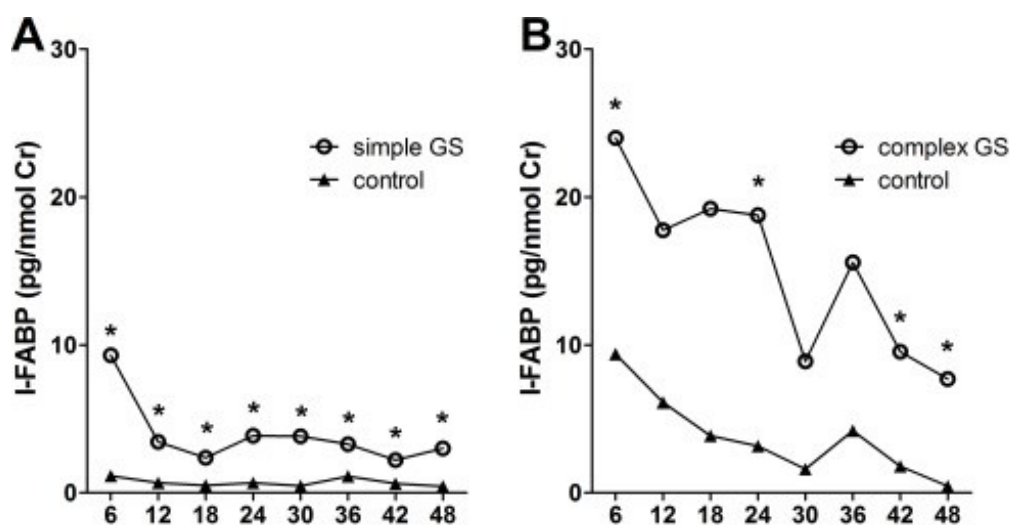 A
B
I-FABP (pg/nmol Cr)
30
20
10
0
simple GS
control
*
*
*
*
*
*
*
*
6 12 18 24 30 36 42 48
I-FABP (pg/nmol Cr)
30
20
10
0
complex GS
control
*
*
*
*
6 12 18 24 30 36 42 48